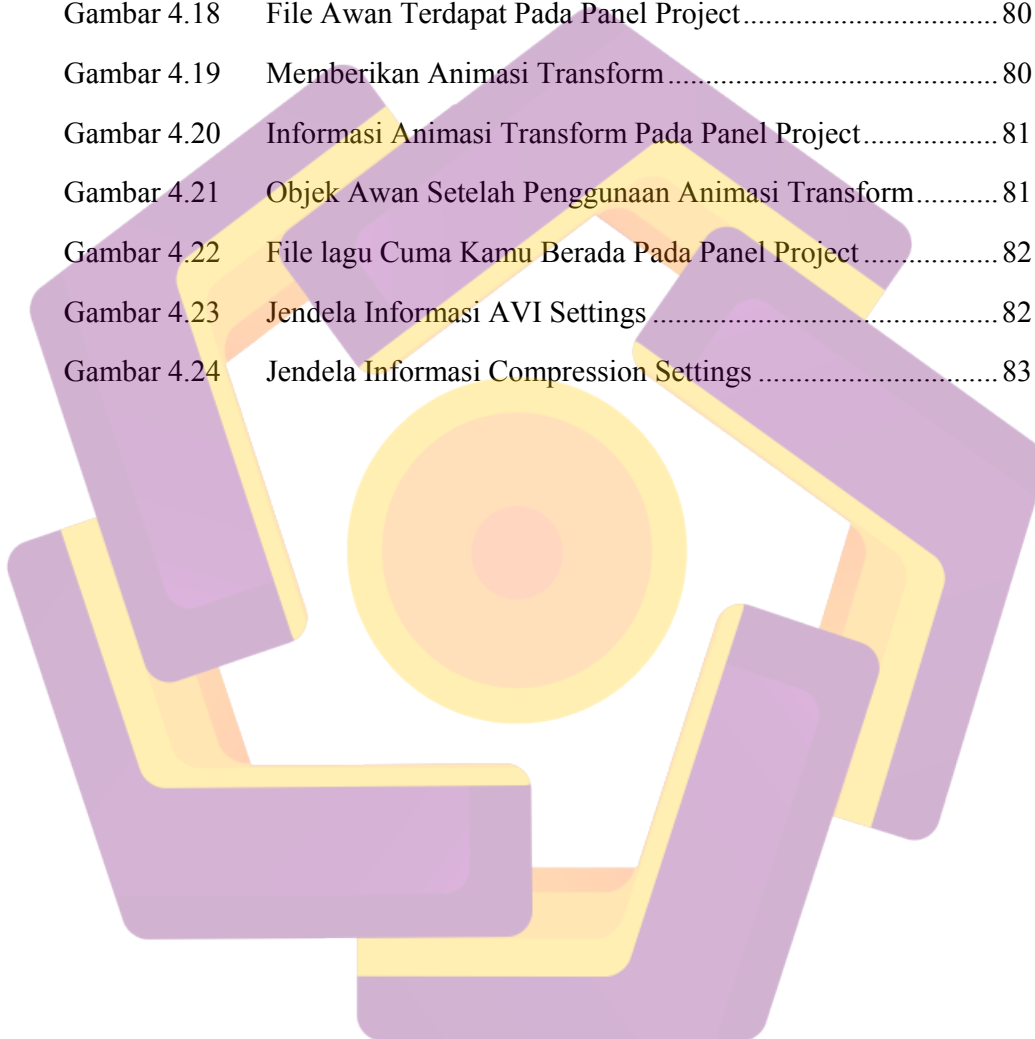 Gambar 4.18 File Awan Terdapat Pada Panel Project.................................. 80
Gambar 4.19 Memberikan Animasi Transform............................................ 80
Gambar 4.20 Informasi Animasi Transform Pada Panel Project................. 81
Gambar 4.21 Objek Awan Setelah Penggunaan Animasi Transform........... 81
Gambar 4.22 File lagu Cuma Kamu Berada Pada Panel Project................. 82
Gambar 4.23 Jendela Informasi AVI Settings.............................................. 82
Gambar 4.24 Jendela Informasi Compression Settings............................... 83